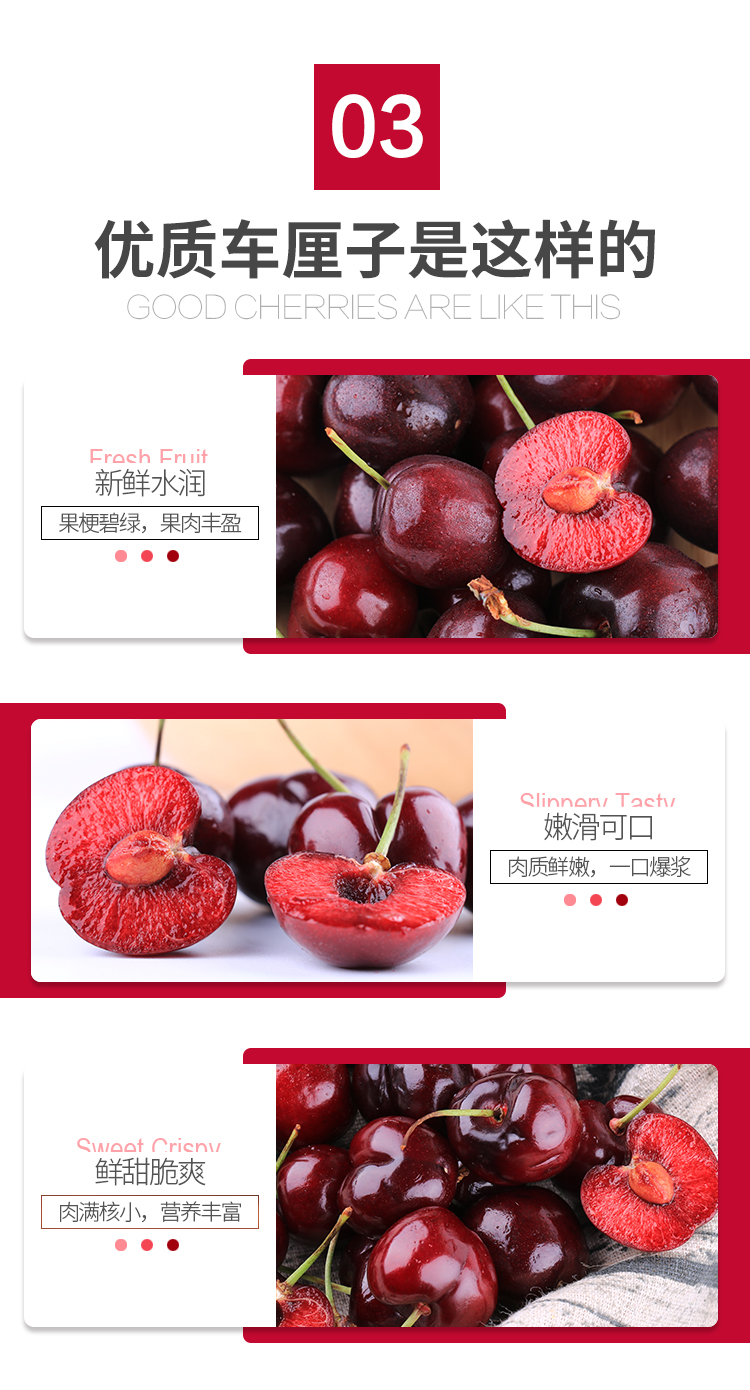 03
优质车厘子是这样的
GOOD CHERRIES ARE LIKE THIS
Fresh Fruit
新鲜水润
果梗碧绿，果肉丰盈
Slippery Tasty
嫩滑可口
肉质鲜嫩，一口爆浆
Sweet Crispy
鲜甜脆爽
肉满核小，营养丰富